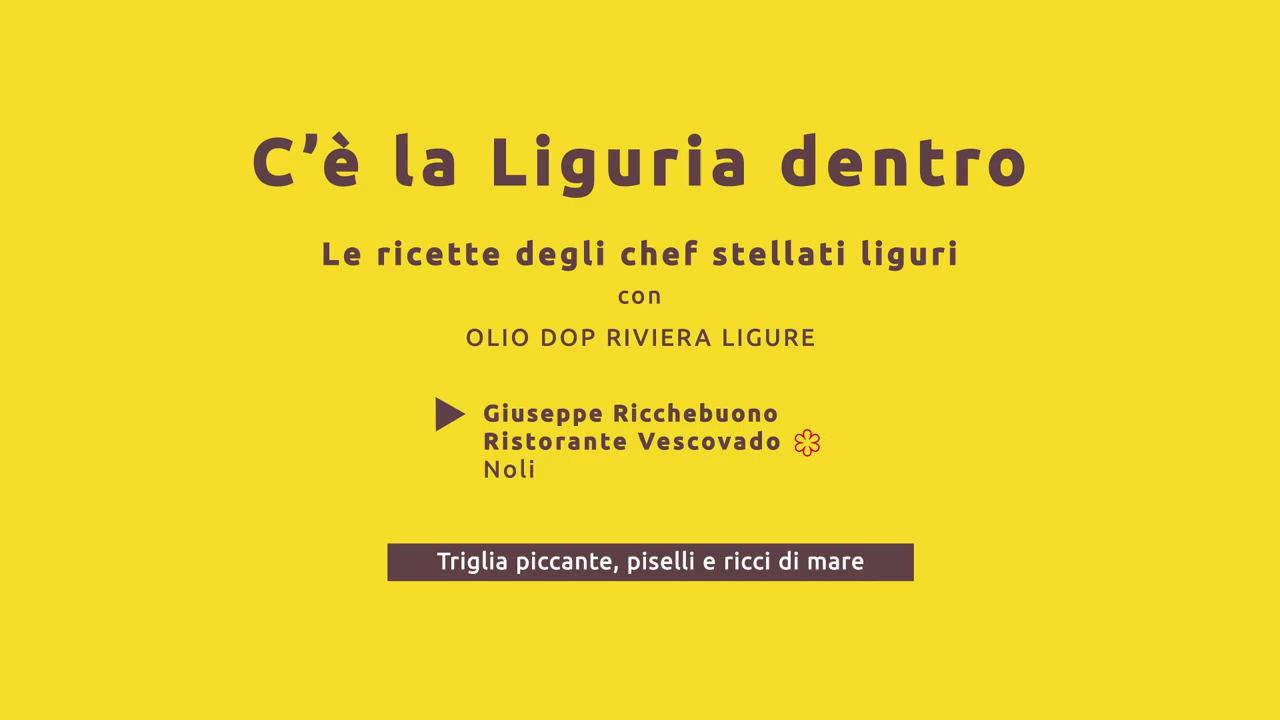 C’è la Liguria dentro
Le ricette degli chef stellati liguri
con
OLIO DOP RIVIERA LIGURE
Giuseppe Ricchebuono
Ristorante Vescovado
Noli
Triglia piccante, piselli e ricci di mare